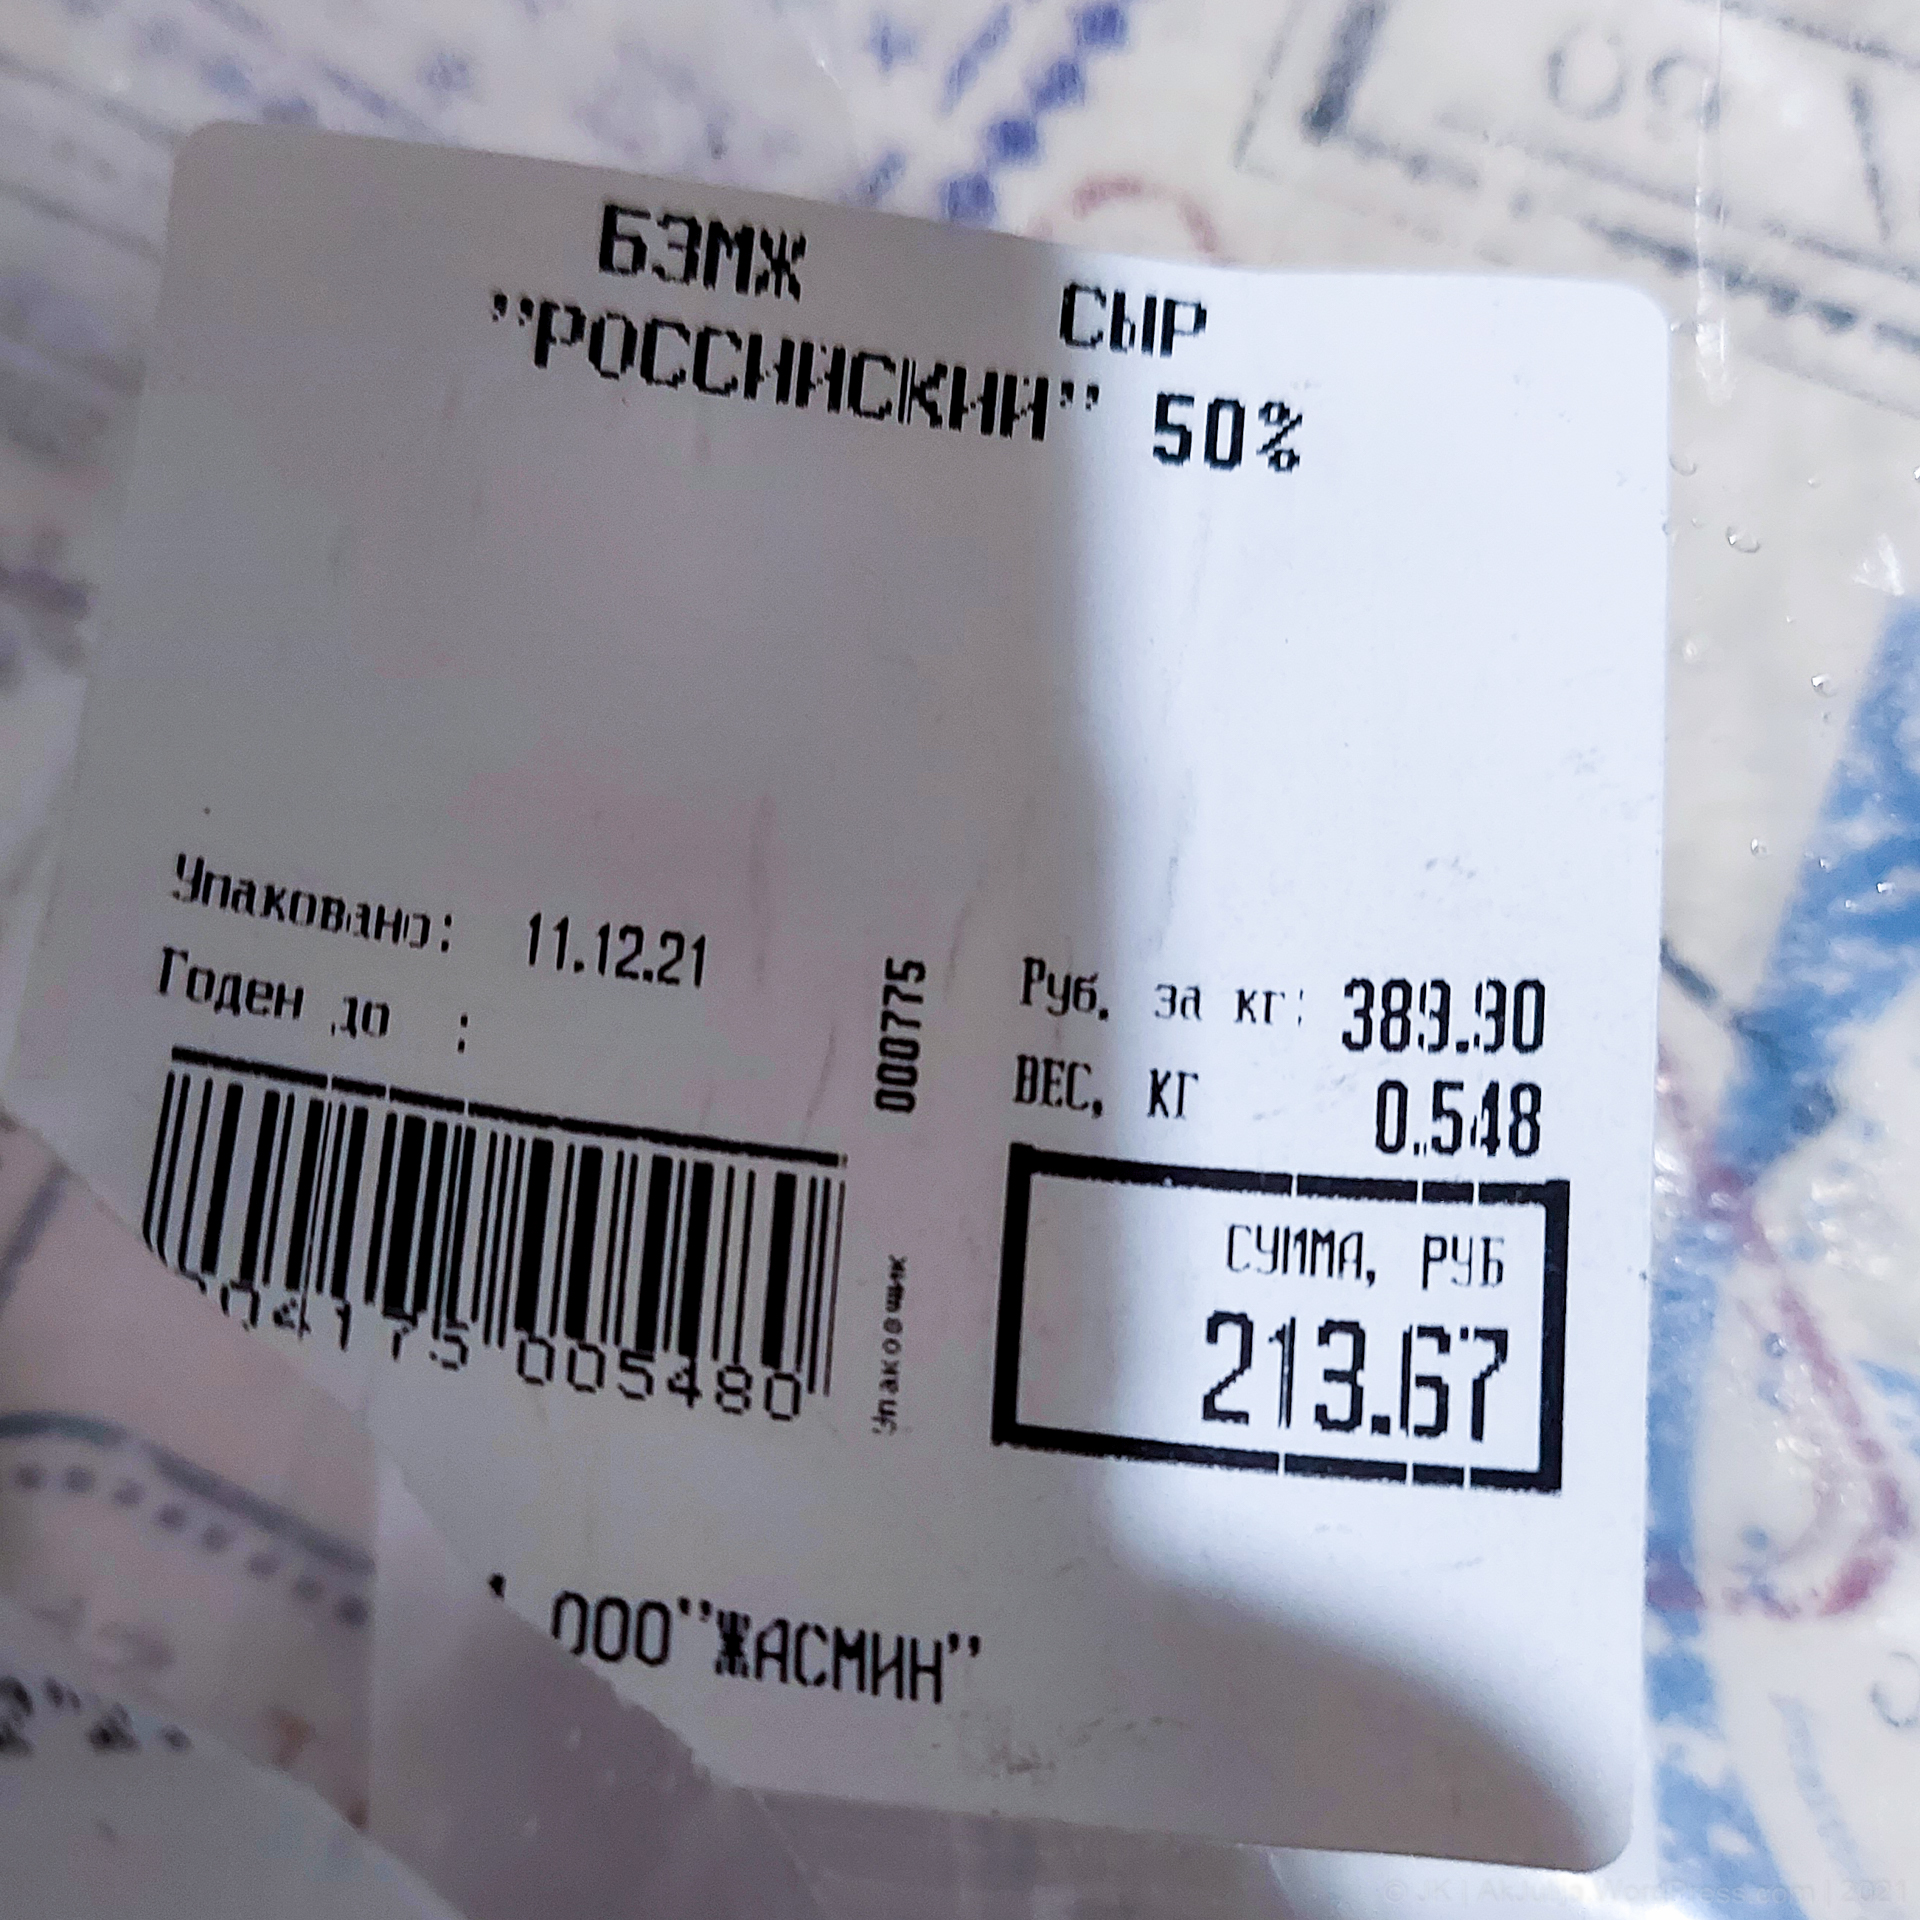 БЗМЖ СЫР
"РОССИЙСКИЙ" 50%
Упаковано: 11.12.21
Годен до :
000775
Руб. за кг: 389.90
ВЕС, КГ 0.548
СУММА, РУБ
213.67
04175 005480
Упаковщик
ООО"ЖАСМИН"